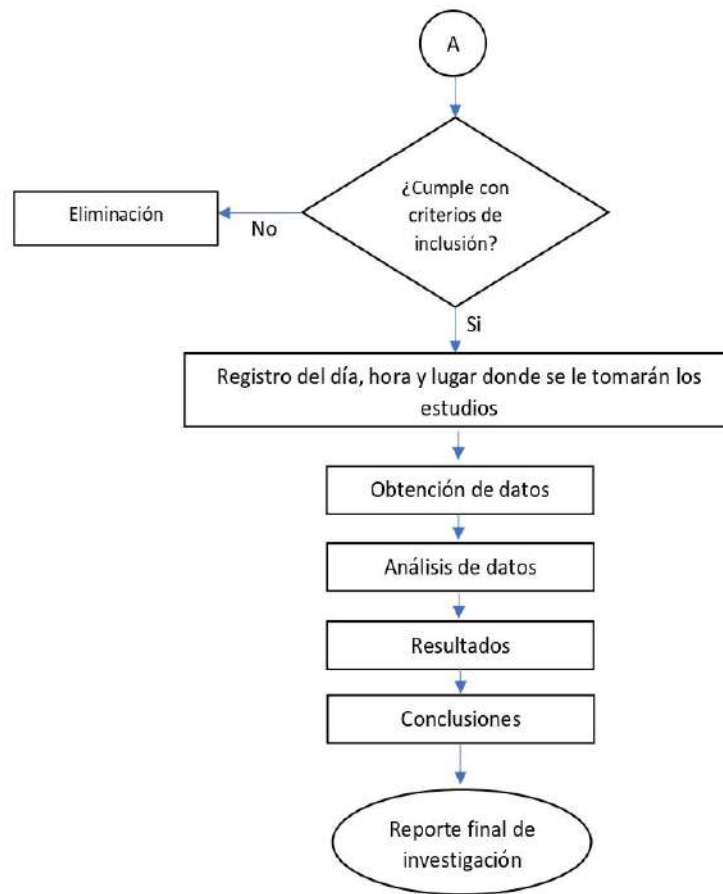 A
¿Cumple con
criterios de
inclusión?
Eliminación
No
Si
Registro del día, hora y lugar donde se le tomarán los
estudios
Obtención de datos
Análisis de datos
Resultados
Conclusiones
Reporte final de
investigación